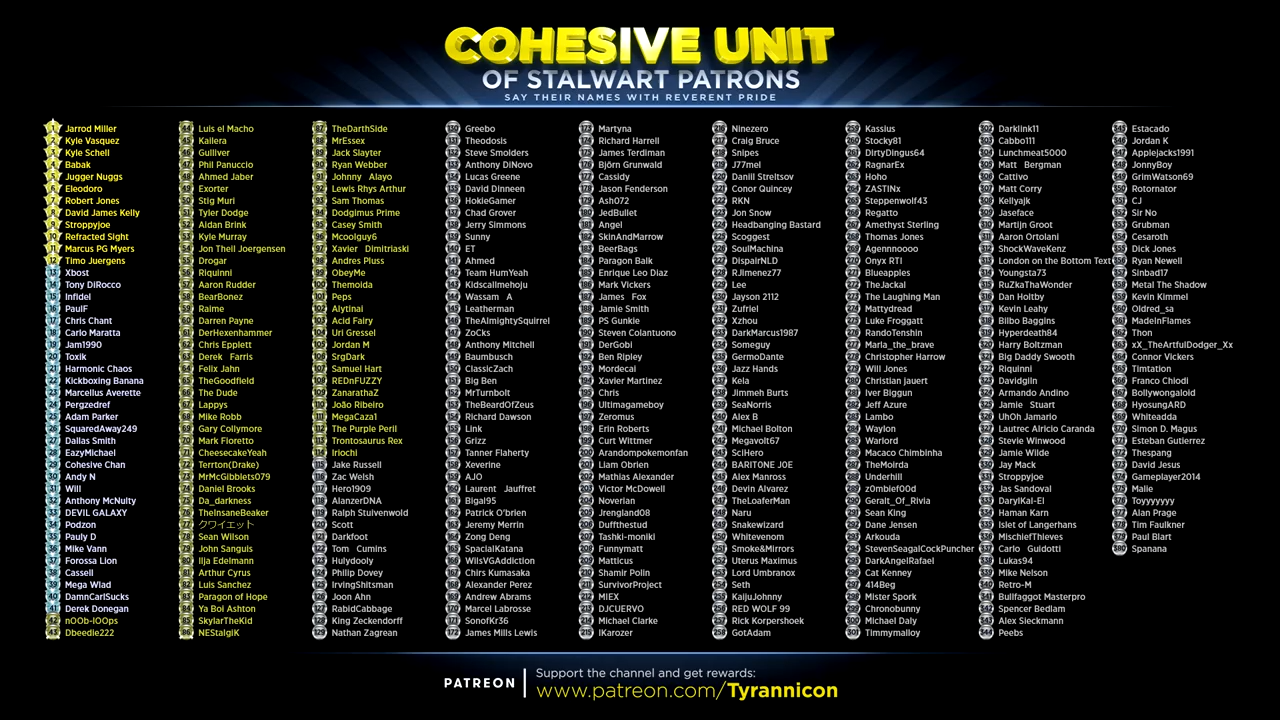 COHESIVE UNIT
OF STALWART PATRONS
SAY THEIR NAMES WITH REVERENT PRIDE
Jarrod Miller
Kyle Vasquez
Kyle Schell
Babak
Jugger Nuggs
Eleodoro
Robert Jones
David James Kelly
Stroppyjoe
Refracted Sight
Marcus PG Myers
Timo Juergens
Xbost
Tony DiRocco
Infidel
PaulF
Chris Chant
Carlo Maratta
Jam1990
Toxik
Harmonic Chaos
Kickboxing Banana
Marcellus Averette
Pergzedref
Adam Parker
SquaredAway249
Dallas Smith
EazyMichael
Cohesive Chan
Andy N
Will
Anthony McNulty
DEVIL GALAXY
Podzon
Pauly D
Mike Vann
Forossa Lion
Cassell
Mega Wlad
DamnCarlSucks
Derek Donegan
nOOb-lOOps
Dbeedle222
Luis el Macho
Kallera
Gulliver
Phil Panuccio
Ahmed Jaber
Exorter
Stig Muri
Tyler Dodge
Aidan Brink
Kyle Murray
Jon Theil Joergensen
Drogar
Riquinni
Aaron Rudder
BearBonez
Raime
Darren Payne
DerHexenhammer
Chris Epplett
Derek Farris
Felix Jahn
TheGoodfield
The Dude
Lappys
Mike Robb
Gary Collymore
Mark Fioretto
CheesecakeYeah
Terrton(Drake)
MrMcGibblets079
Daniel Brooks
Da_darkness
TheInsaneBeaker
クワイエット
Sean Wilson
John Sanguis
Ilja Edelmann
Arthur Cyrus
Luis Sanchez
Paragon of Hope
Ya Boi Ashton
SkylarTheKid
NEStalgiK
TheDarthSide
MrEssex
Jack Slayter
Ryan Webber
Johnny Alayo
Lewis Rhys Arthur
Sam Thomas
Dodgimus Prime
Casey Smith
Mcoolguy6
Xavier Dimitriaski
Andres Pluss
ObeyMe
Themoida
Peps
Alytinai
Acid Fairy
Uri Gressel
Jordan M
SrgDark
Samuel Hart
REDnFUZZY
ZanarathaZ
João Ribeiro
MegaCaza1
The Purple Peril
Trontosaurus Rex
Iriochi
Jake Russell
Zac Welsh
Hero1909
AlanzerDNA
Ralph Stuivenwold
Scott
Darkfoot
Tom Cumins
Hulydooly
Philip Dovey
IrvingShitsman
Joon Ahn
RabidCabbage
King Zeckendorff
Nathan Zagrean
Greebo
Theodosis
Steve Smolders
Anthony DiNovo
Lucas Greene
David Dinneen
HokieGamer
Chad Grover
Jerry Simmons
Sunny
ET
Ahmed
Team HumYeah
Kidscallmehoju
Wassam A
Leatherman
TheAlmightySquirrel
ZoCks
Anthony Mitchell
Baumbusch
ClassicZach
Big Ben
MrTurnbolt
TheBeardOfZeus
Richard Dawson
Link
Grizz
Tanner Flaherty
Xeverine
AJO
Laurent Jauffret
Bigal95
Patrick O'brien
Jeremy Merrin
Zong Deng
SpacialKatana
WilsVGAddiction
Chirs Kumasaka
Alexander Perez
Andrew Abrams
Marcel Labrosse
SonofKr36
James Mills Lewis
Martyna
Richard Harrell
James Terdiman
Björn Grunwald
Cassidy
Jason Fenderson
Ash072
JedBullet
Angel
SkinAndMarrow
BeerBags
Paragon Balk
Enrique Leo Diaz
Mark Vickers
James Fox
Jamie Smith
PS Gunkie
Steven Colantuono
DerGobi
Ben Ripley
Mordecai
Xavier Martinez
Chris
Ultimagameboy
Zeromus
Erin Roberts
Curt Wittmer
Arandompokemonfan
Liam Obrien
Mathias Alexander
Victor McDowell
Noverian
Jrengland08
Duffthestud
Tashki-moniki
Funnymatt
Matticus
Shamir Polin
SurvivorProject
MIEX
DJCUERVO
Michael Clarke
IKarozer
Ninezero
Craig Bruce
Snipes
J77mel
Daniil Streltsov
Conor Quincey
RKN
Jon Snow
Headbanging Bastard
Scoggest
SoulMachina
DispairNLD
RJimenez77
Lee
Jayson 2112
Zufriel
Xzhou
DarkMarcus1987
Someguy
GermoDante
Jazz Hands
Kela
Jimmeh Burts
SeaNorris
Alex B
Michael Bolton
Megavolt67
SciHero
BARITONE JOE
Alex Manross
Devin Alvarez
TheLoaferMan
Naru
Snakewizard
Whitevenom
Smoke&Mirrors
Uterus Maximus
Lord Umbranox
Seth
KaijuJohnny
RED WOLF 99
Rick Korpershoek
GotAdam
Kassius
Stocky81
DirtyDingus64
RagnarEx
Hoho
ZASTINx
Steppenwolf43
Regatto
Amethyst Sterling
Thomas Jones
Agennoooo
Onyx RTI
Blueapples
TheJackal
The Laughing Man
Mattydread
Luke Froggatt
RandoTenshin
Marla_the_brave
Christopher Harrow
Will Jones
Christian jauert
Iver Biggun
Jeff Azure
Lambo
Waylon
Warlord
Macaco Chimbinha
TheMoirda
Underhill
z0mbief00d
Geralt_Of_Rivia
Sean King
Dane Jensen
Arkouda
StevenSeagalCockPuncher
DarkAngelRafael
Cat Kenney
414Beg
Mister Spork
Chronobunny
Michael Daly
Timmymalloy
Darklink11
Cabbo111
Lunchmeat5000
Matt Bergman
Cattivo
Matt Corry
Kellyajk
Jaseface
Martijn Groot
Aaron Ortolani
ShockWaveKenz
London on the Bottom Text
Youngsta73
RuZkaThaWonder
Dan Holtby
Kevin Leahy
Bilbo Baggins
Hyperdeath84
Harry Boltzman
Big Daddy Swooth
Riquinni
Davidgiln
Armando Andino
Jamie Stuart
UhOh Jamario
Lautrec Alricio Caranda
Stevie Winwood
Jamie Wilde
Jay Mack
Stroppyjoe
Jas Sandoval
DarylKal-El
Haman Karn
Islet of Langerhans
MischiefThieves
Carlo Guidotti
Lukas94
Mike Nelson
Retro-M
Bullfaggot Masterpro
Spencer Bedlam
Alex Sieckmann
Peebs
Estacado
Jordan K
Applejacks1991
JonnyBoy
GrimWatson69
Rotornator
CJ
Sir No
Grubman
Cesaroth
Dick Jones
Ryan Newell
Sinbad17
Metal The Shadow
Kevin Kimmel
Oldred_sa
MadeinFlames
Thon
xX_TheArtfulDodger_Xx
Connor Vickers
Timtation
Franco Chiodi
Bollywongaloid
HyosungARD
Whiteadda
Simon D. Magus
Esteban Gutierrez
Thespang
David Jesus
Gameplayer2014
Malie
Toyyyyyyy
Alan Prage
Tim Faulkner
Paul Blart
Spanana
PATREON
Support the channel and get rewards:
www.patreon.com/Tyrannicon